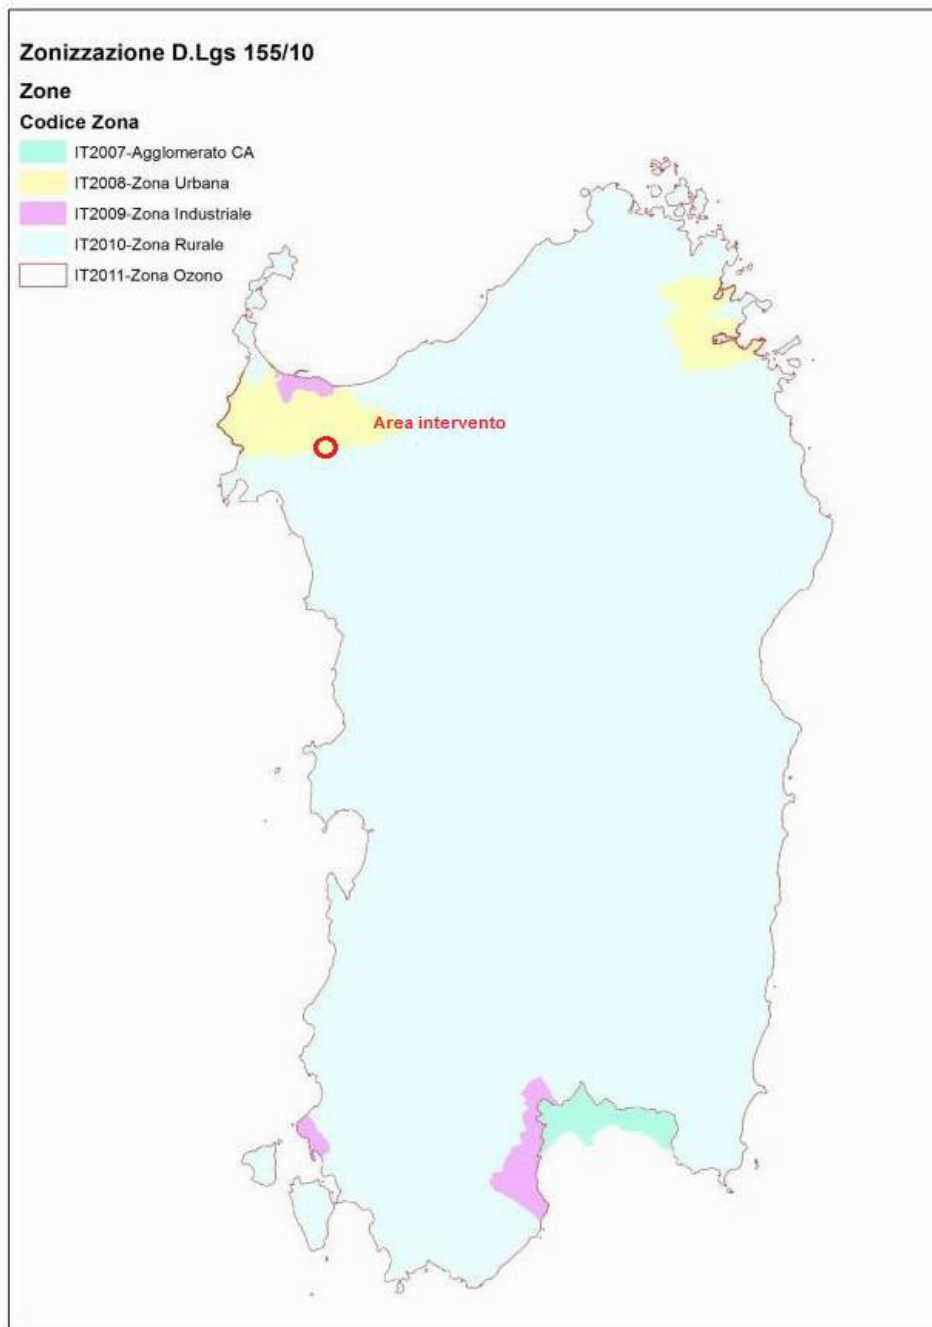 Zonizzazione D.Lgs 155/10
Zone
Codice Zona
IT2007-Agglomerato CA
IT2008-Zona Urbana
IT2009-Zona Industriale
IT2010-Zona Rurale
IT2011-Zona Ozono
Area intervento